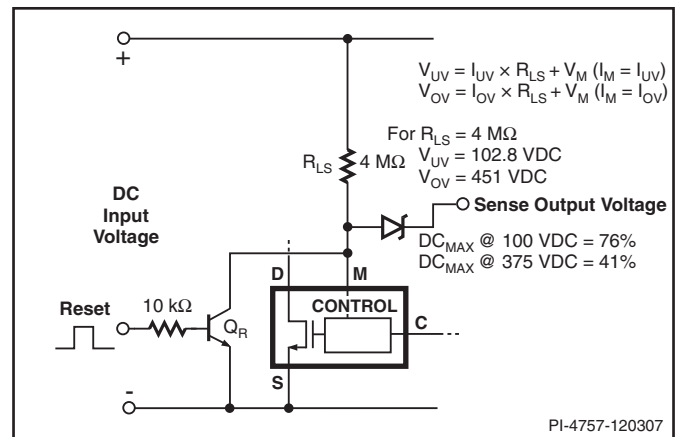 +
V_UV = I_UV × R_LS + V_M (I_M = I_UV)
V_OV = I_OV × R_LS + V_M (I_M = I_OV)
For R_LS = 4 MΩ
V_UV = 102.8 VDC
V_OV = 451 VDC
R_LS
4 MΩ
DC
Input
Voltage
Sense Output Voltage
DC_MAX @ 100 VDC = 76%
DC_MAX @ 375 VDC = 41%
D
M
Reset
10 kΩ
Q_R
CONTROL
C
S
-
PI-4757-120307